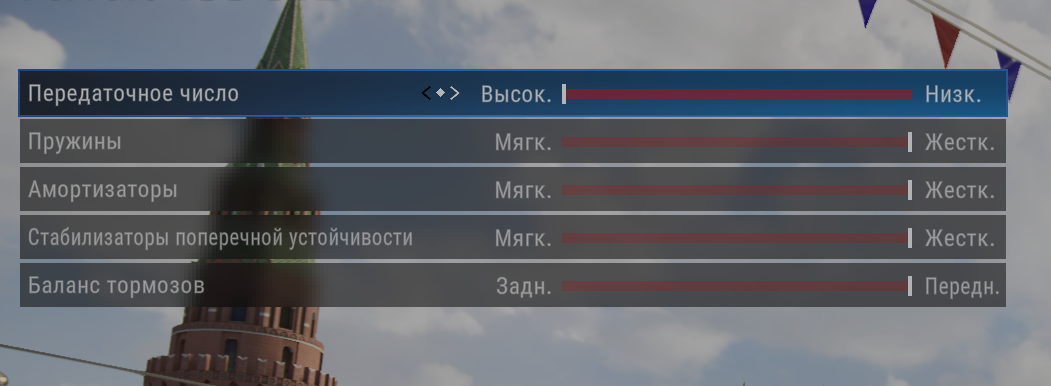 Передаточное число Высок. Низк.
Пружины Мягк. Жестк.
Амортизаторы Мягк. Жестк.
Стабилизаторы поперечной устойчивости Мягк. Жестк.
Баланс тормозов Задн. Передн.